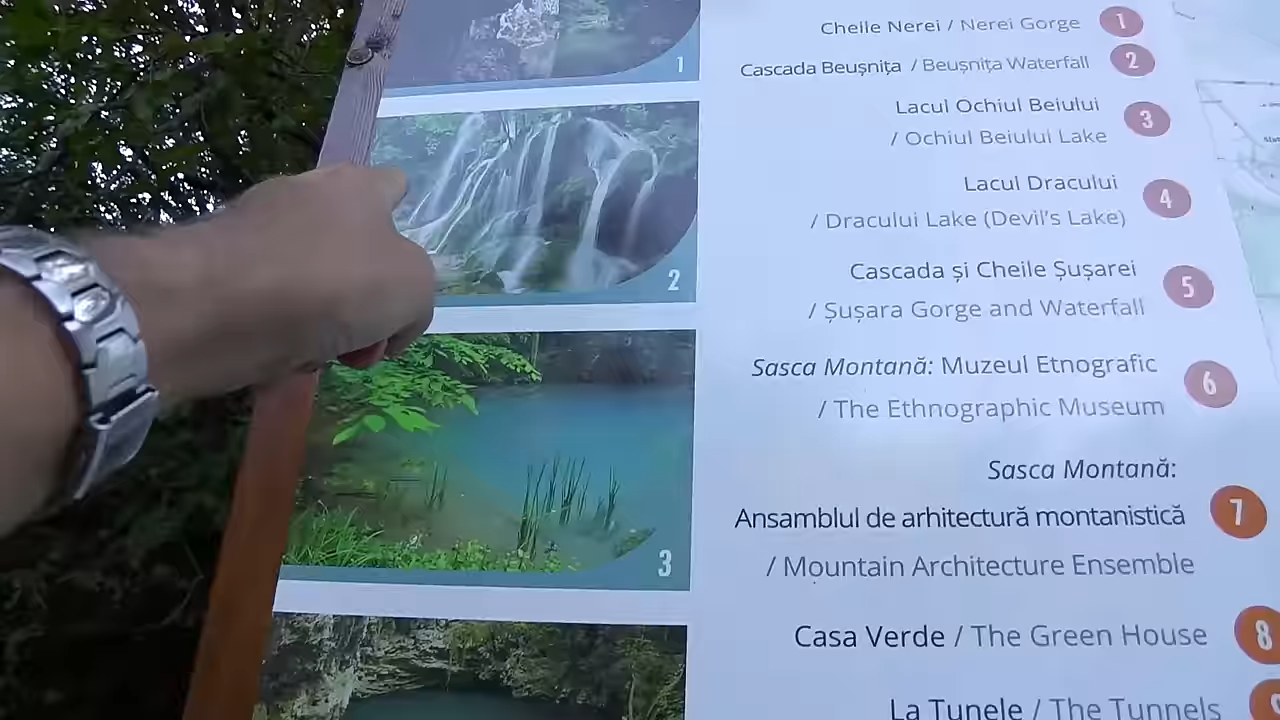 1
2
3
Cheile Nerei / Nerei Gorge 1
Cascada Beușnița / Beușnița Waterfall 2
Lacul Ochiul Beiului
/ Ochiul Beiului Lake 3
Lacul Dracului
/ Dracului Lake (Devil's Lake) 4
Cascada și Cheile Șușarei
/ Șușara Gorge and Waterfall 5
Sasca Montană: Muzeul Etnografic
/ The Ethnographic Museum 6
Sasca Montană:
Ansamblul de arhitectură montanistică 7
/ Mountain Architecture Ensemble
Casa Verde / The Green House 8
La Tunele / The Tunnels 9